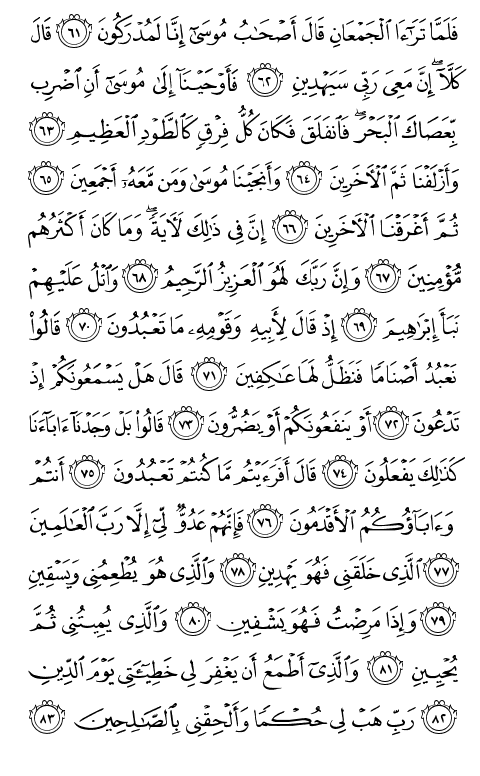 فَلَمَّا تَرَٰٓءَا ٱلْجَمْعَانِ قَالَ أَصْحَٰبُ مُوسَىٰٓ إِنَّا لَمُدْرَكُونَ ٦١ قَالَ
كَلَّآ ۖ إِنَّ مَعِىَ رَبِّى سَيَهْدِينِ ٦٢ فَأَوْحَيْنَآ إِلَىٰ مُوسَىٰٓ أَنِ ٱضْرِب
بِّعَصَاكَ ٱلْبَحْرَ ۖ فَٱنفَلَقَ فَكَانَ كُلُّ فِرْقٍ كَٱلطَّوْدِ ٱلْعَظِيمِ ٦٣
وَأَزْلَفْنَا ثَمَّ ٱلْءَاخَرِينَ ٦٤ وَأَنجَيْنَا مُوسَىٰ وَمَن مَّعَهُۥٓ أَجْمَعِينَ ٦٥
ثُمَّ أَغْرَقْنَا ٱلْءَاخَرِينَ ٦٦ إِنَّ فِى ذَٰلِكَ لَءَايَةً ۖ وَمَا كَانَ أَكْثَرُهُم
مُّؤْمِنِينَ ٦٧ وَإِنَّ رَبَّكَ لَهُوَ ٱلْعَزِيزُ ٱلرَّحِيمُ ٦٨ وَٱتْلُ عَلَيْهِمْ
نَبَأَ إِبْرَٰهِيمَ ٦٩ إِذْ قَالَ لِأَبِيهِ وَقَوْمِهِۦ مَا تَعْبُدُونَ ٧٠ قَالُوا۟
نَعْبُدُ أَصْنَامًا فَنَظَلُّ لَهَا عَٰكِفِينَ ٧١ قَالَ هَلْ يَسْمَعُونَكُمْ إِذْ
تَدْعُونَ ٧٢ أَوْ يَنفَعُونَكُمْ أَوْ يَضُرُّونَ ٧٣ قَالُوا۟ بَلْ وَجَدْنَآ ءَابَآءَنَا
كَذَٰلِكَ يَفْعَلُونَ ٧٤ قَالَ أَفَرَءَيْتُم مَّا كُنتُمْ تَعْبُدُونَ ٧٥ أَنتُمْ
وَءَابَآؤُكُمُ ٱلْأَقْدَمُونَ ٧٦ فَإِنَّهُمْ عَدُوٌّ لِّىٓ إِلَّا رَبَّ ٱلْعَٰلَمِينَ
٧٧ ٱلَّذِى خَلَقَنِى فَهُوَ يَهْدِينِ ٧٨ وَٱلَّذِى هُوَ يُطْعِمُنِى وَيَسْقِينِ
٧٩ وَإِذَا مَرِضْتُ فَهُوَ يَشْفِينِ ٨٠ وَٱلَّذِى يُمِيتُنِى ثُمَّ
يُحْيِينِ ٨١ وَٱلَّذِىٓ أَطْمَعُ أَن يَغْفِرَ لِى خَطِيٓـَٔتِى يَوْمَ ٱلدِّينِ
٨٢ رَبِّ هَبْ لِى حُكْمًا وَأَلْحِقْنِى بِٱلصَّٰلِحِينَ ٨٣